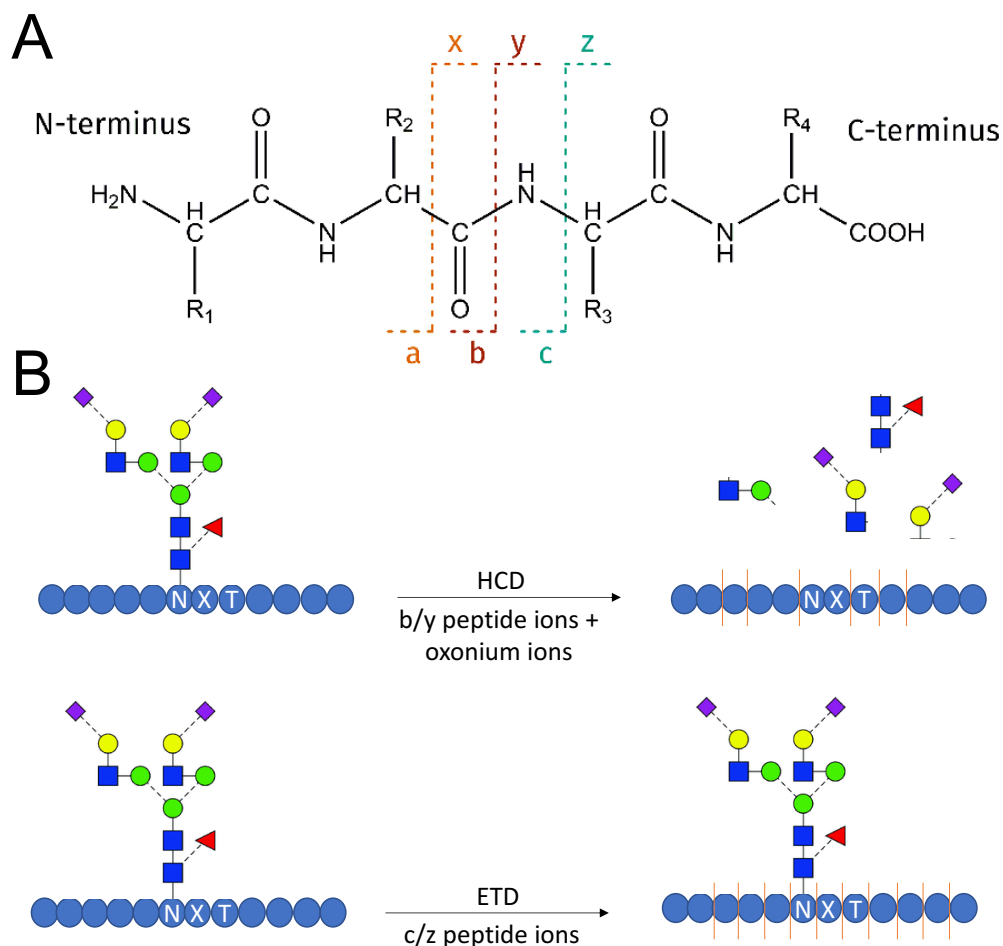 A
x y z
N-terminus
O
R2
O
R4
C-terminus
H2N
H
C
C
N
H
CH
C
H
N
H
C
C
N
H
CH
COOH
R1
O
R3
a b c
B
HCD
b/y peptide ions +
oxonium ions
N X T
N X T
ETD
c/z peptide ions
N X T
N X T